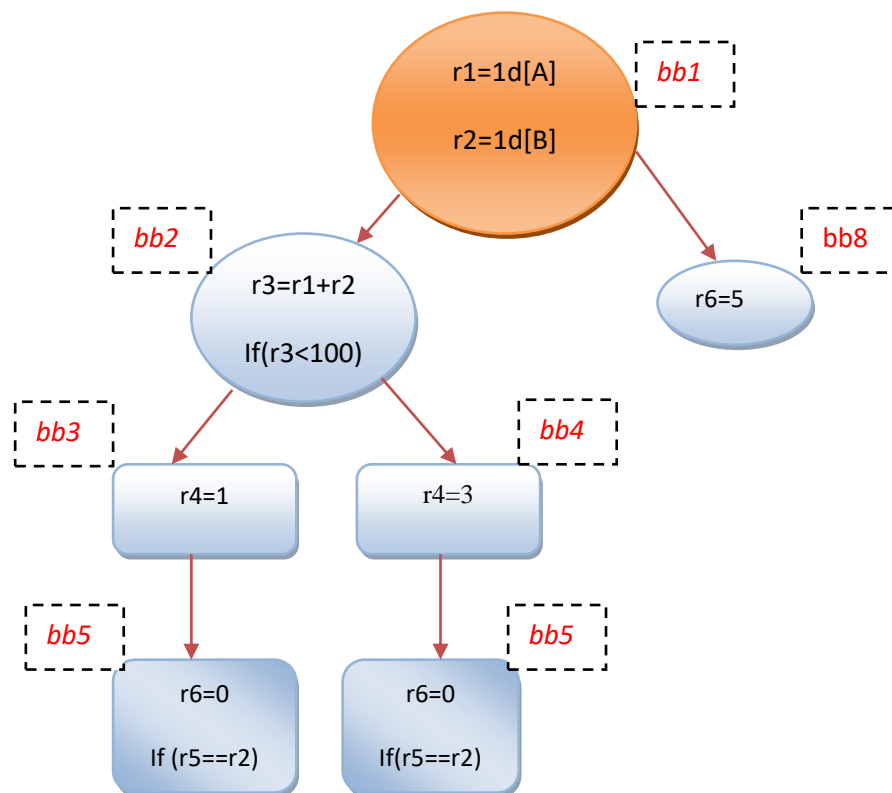 r1=1d[A]
bb1
r2=1d[B]
bb2
bb8
r3=r1+r2
r6=5
If(r3<100)
bb3
bb4
r4=1
r4=3
bb5
bb5
r6=0
r6=0
If (r5==r2)
If(r5==r2)